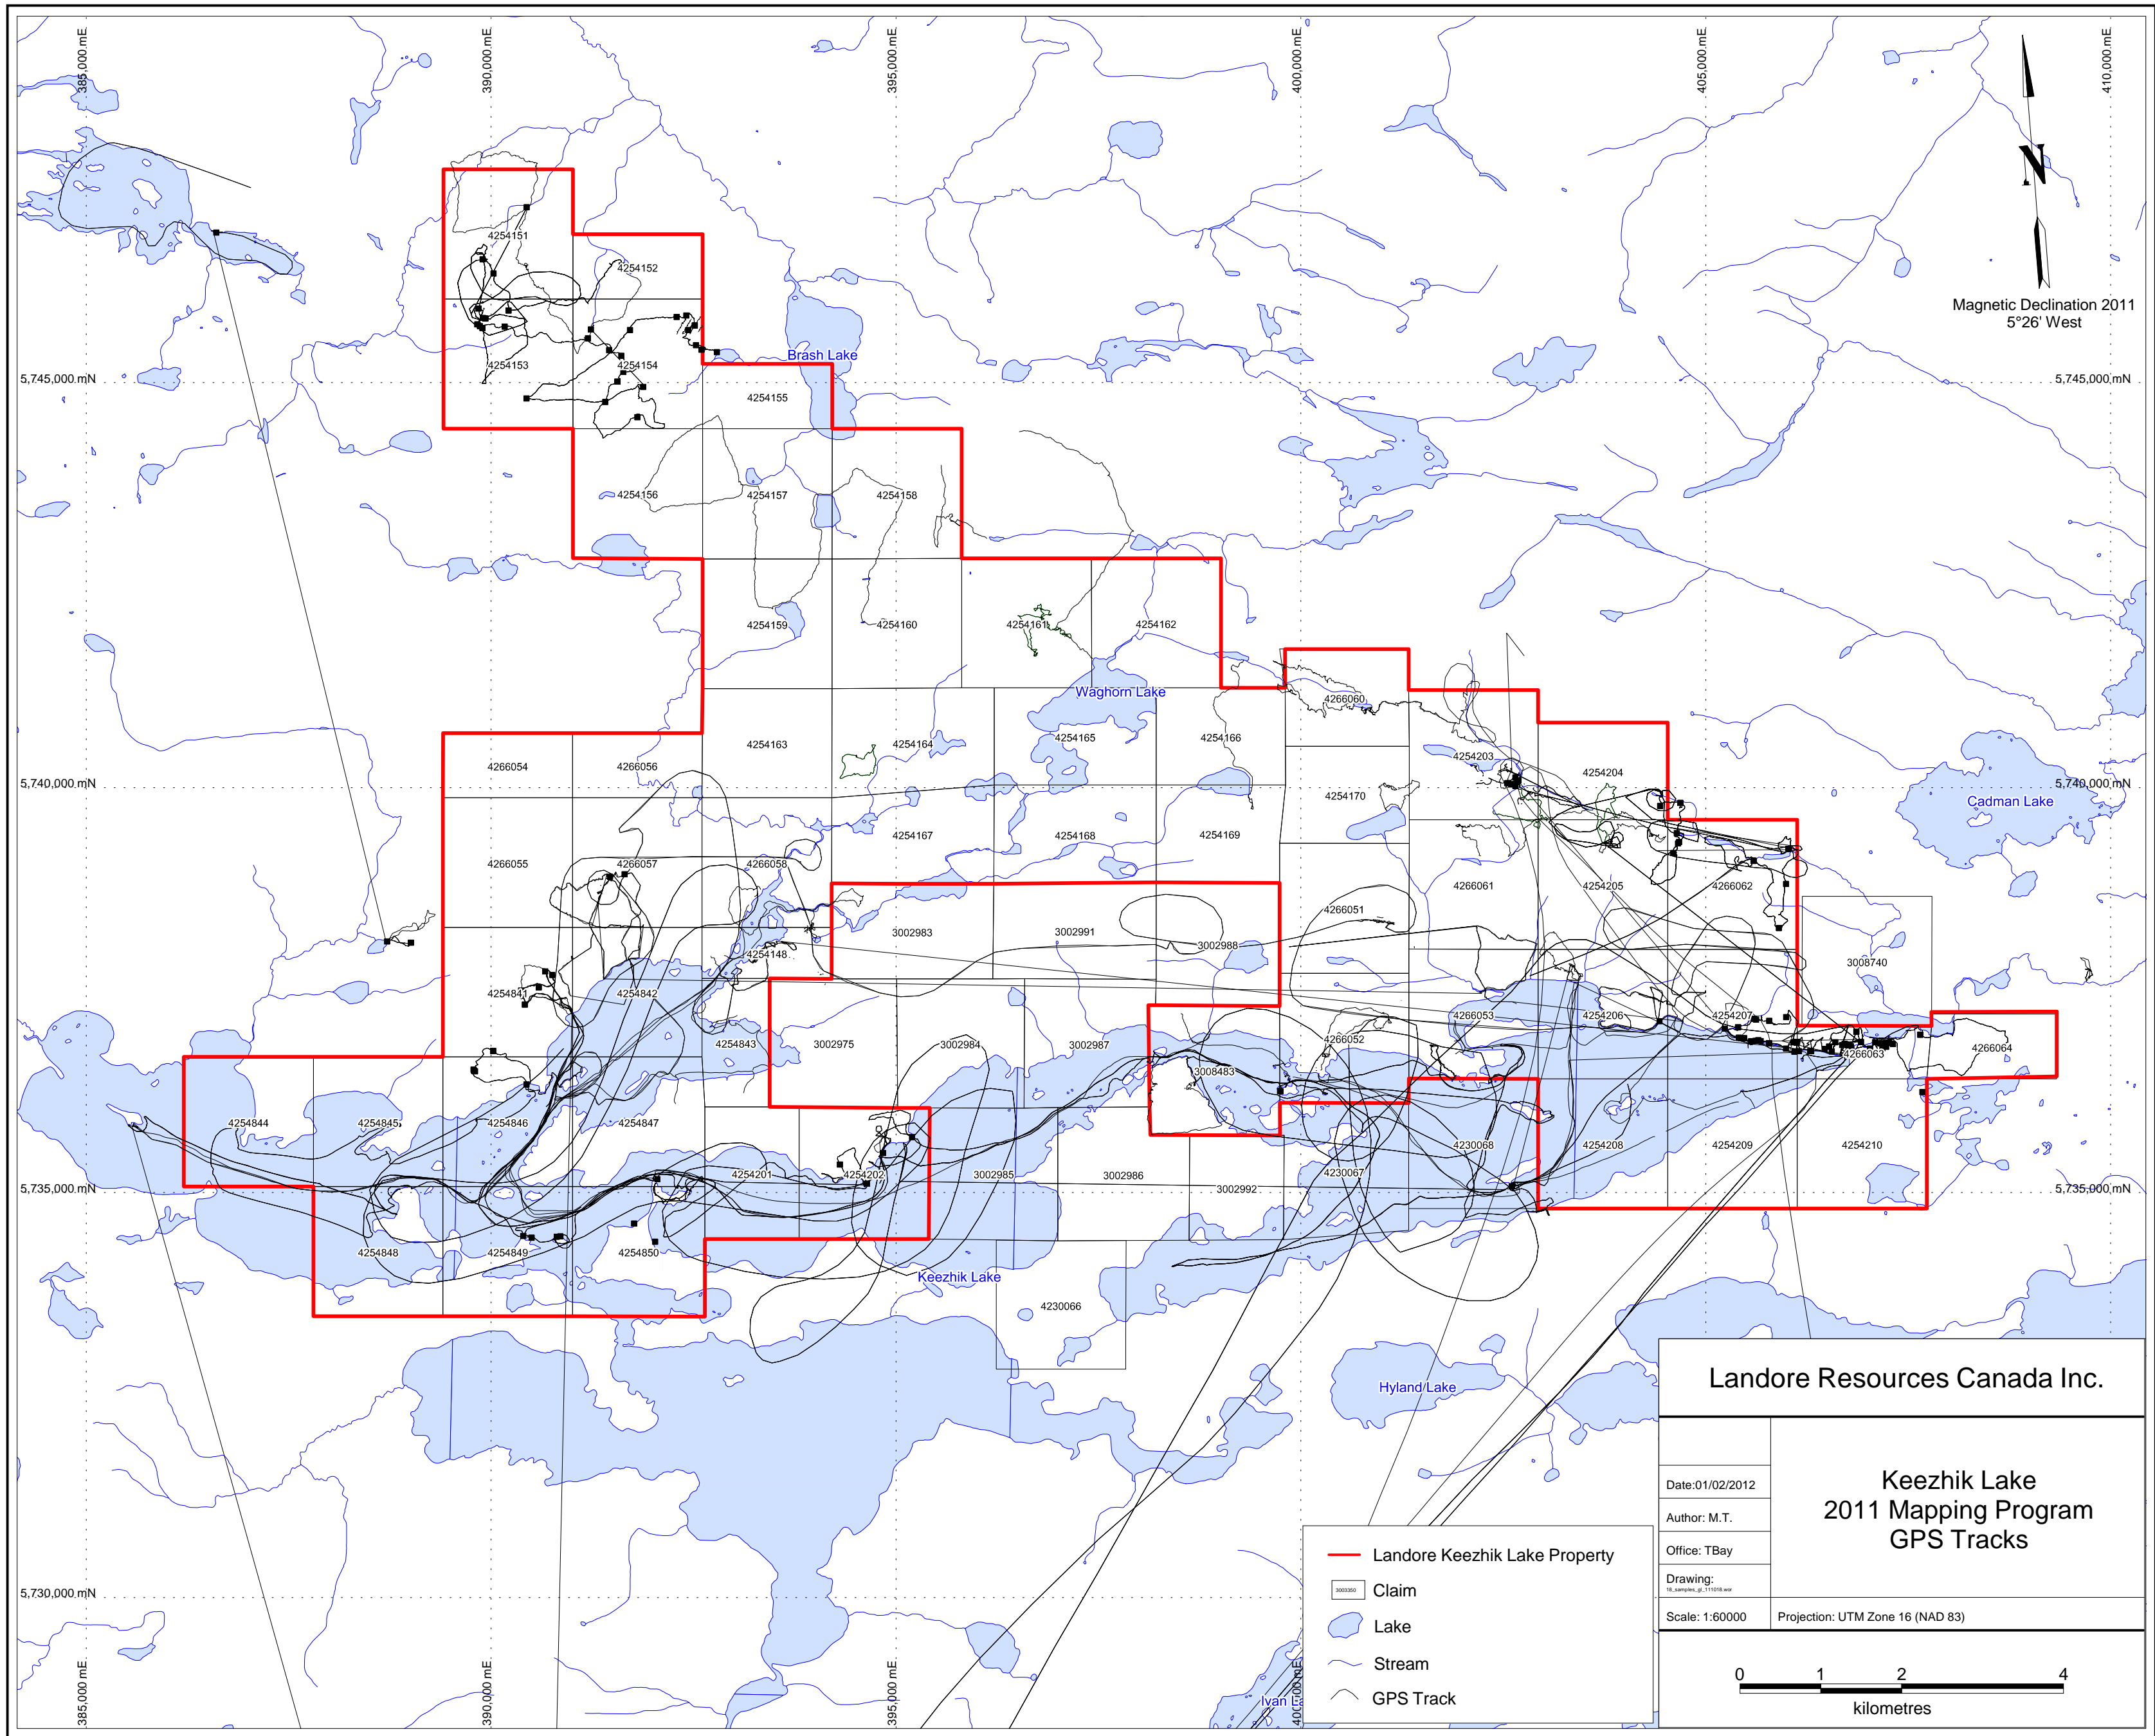 385,000 mE
390,000 mE
395,000 mE
400,000 mE
405,000 mE
410,000 mE
N
Magnetic Declination 2011
5°26' West
4254151
4254152
Brash Lake
4254153
4254154
5,745,000 mN
5,745,000 mN
4254155
4254156
4254157
4254158
4254159
4254160
4254161
4254162
Waghorn Lake
4266060
4254163
4254164
4254165
4254166
4254203
4266054
4266056
4254204
5,740,000 mN
5,740,000 mN
4254170
Cadman Lake
4254167
4254168
4254169
4266055
4266057
4266058
4266061
4254205
4266062
4266051
3002983
3002991
3002988
4254148
3008740
4254841
4254842
4266053
4254206
4254207
4254843
3002975
3002984
3002987
4266052
4266063
4266064
3008483
4254844
4254845
4254846
4254847
4230068
4254208
4254209
4254210
4254201
4254202
3002985
3002986
3002992
4230067
5,735,000 mN
5,735,000 mN
4254848
4254849
4254850
Keezhik Lake
4230066
Hyland Lake
Landore Resources Canada Inc.
Date:01/02/2012
Author: M.T.
Office: TBay
Drawing:
18_samples_gl_111018.wor
Keezhik Lake
2011 Mapping Program
GPS Tracks
Scale: 1:60000
Projection: UTM Zone 16 (NAD 83)
Landore Keezhik Lake Property
3003350
Claim
Lake
Stream
GPS Track
5,730,000 mN
0 1 2 4
kilometres
385,000 mE
390,000 mE
395,000 mE
400,000 mE
Ivan La